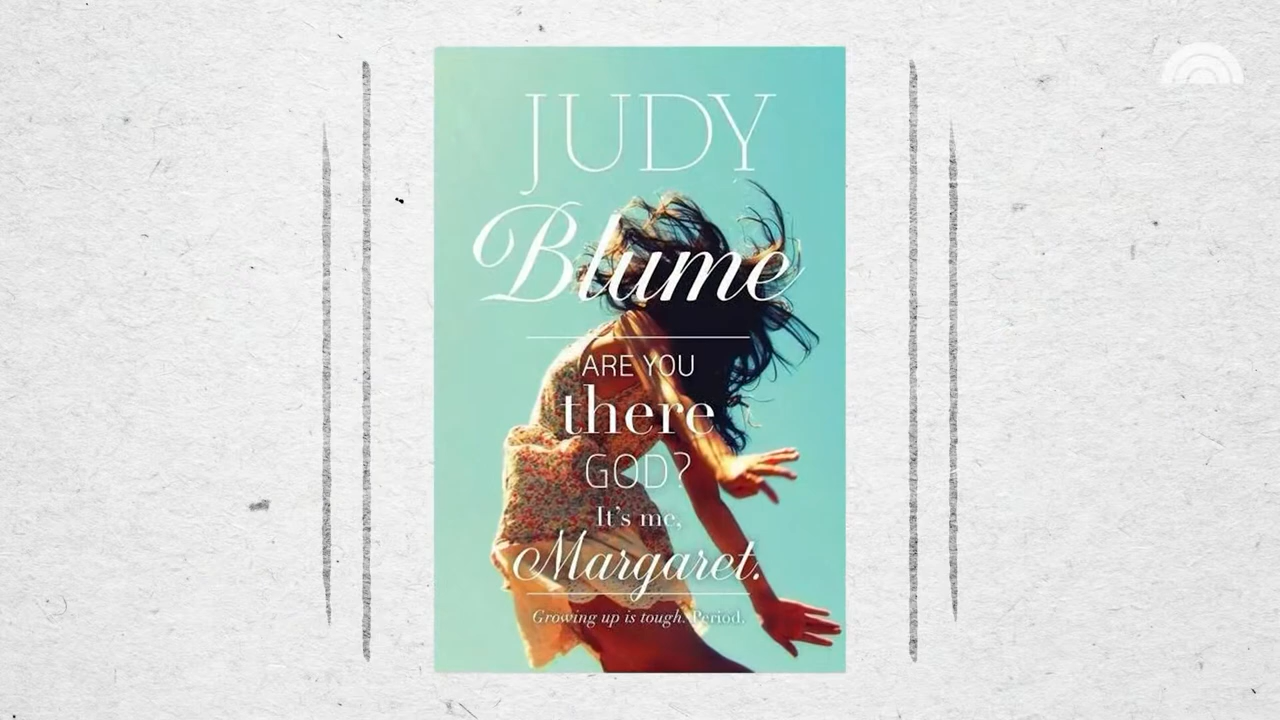 JUDY
Blume
ARE YOU
there
GOD?
It's me,
Margaret.
Growing up is tough. Period.